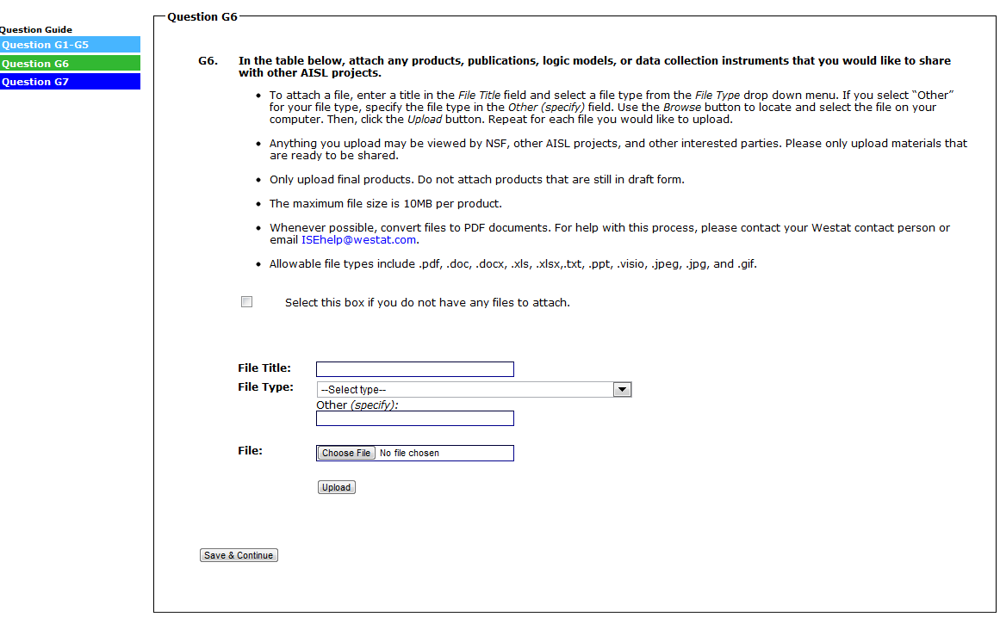 Question Guide
Question G1-G5
Question G6
Question G7
Question G6
G6. In the table below, attach any products, publications, logic models, or data collection instruments that you would like to share
with other AISL projects.
• To attach a file, enter a title in the File Title field and select a file type from the File Type drop down menu. If you select “Other”
for your file type, specify the file type in the Other (specify) field. Use the Browse button to locate and select the file on your
computer. Then, click the Upload button. Repeat for each file you would like to upload.
• Anything you upload may be viewed by NSF, other AISL projects, and other interested parties. Please only upload materials that
are ready to be shared.
• Only upload final products. Do not attach products that are still in draft form.
• The maximum file size is 10MB per product.
• Whenever possible, convert files to PDF documents. For help with this process, please contact your Westat contact person or
email ISEhelp@westat.com.
• Allowable file types include .pdf, .doc, .docx, .xls, .xlsx,.txt, .ppt, .visio, .jpeg, .jpg, and .gif.
Select this box if you do not have any files to attach.
File Title:
File Type: --Select type--
Other (specify):
File: Choose File No file chosen
Upload
Save & Continue